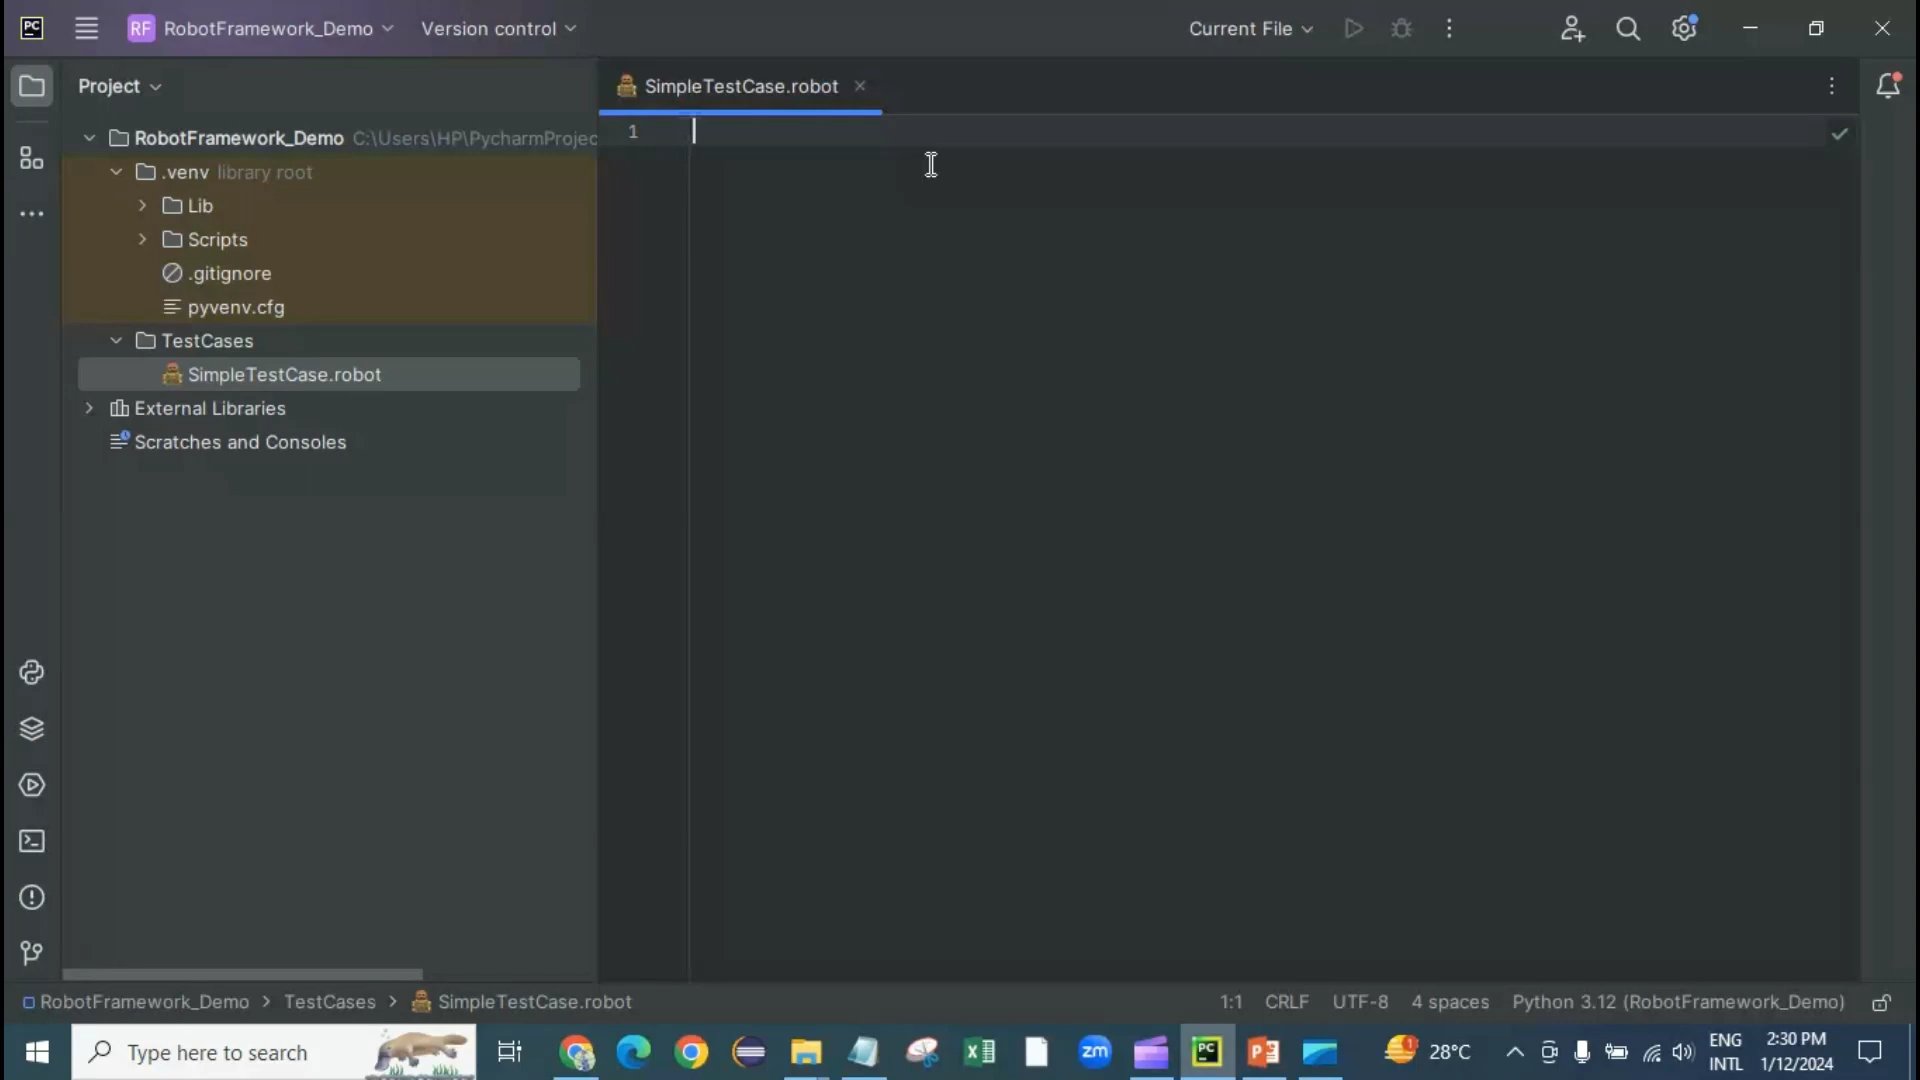 PC
RF RobotFramework_Demo Version control Current File
Project
SimpleTestCase.robot
1
RobotFramework_Demo C:\Users\HP\PycharmProjec
.venv library root
Lib
Scripts
.gitignore
pyvenv.cfg
TestCases
SimpleTestCase.robot
External Libraries
Scratches and Consoles
RobotFramework_Demo > TestCases > SimpleTestCase.robot 1:1 CRLF UTF-8 4 spaces Python 3.12 (RobotFramework_Demo)
Type here to search zm PC 28°C ENG INTL 2:30 PM 1/12/2024